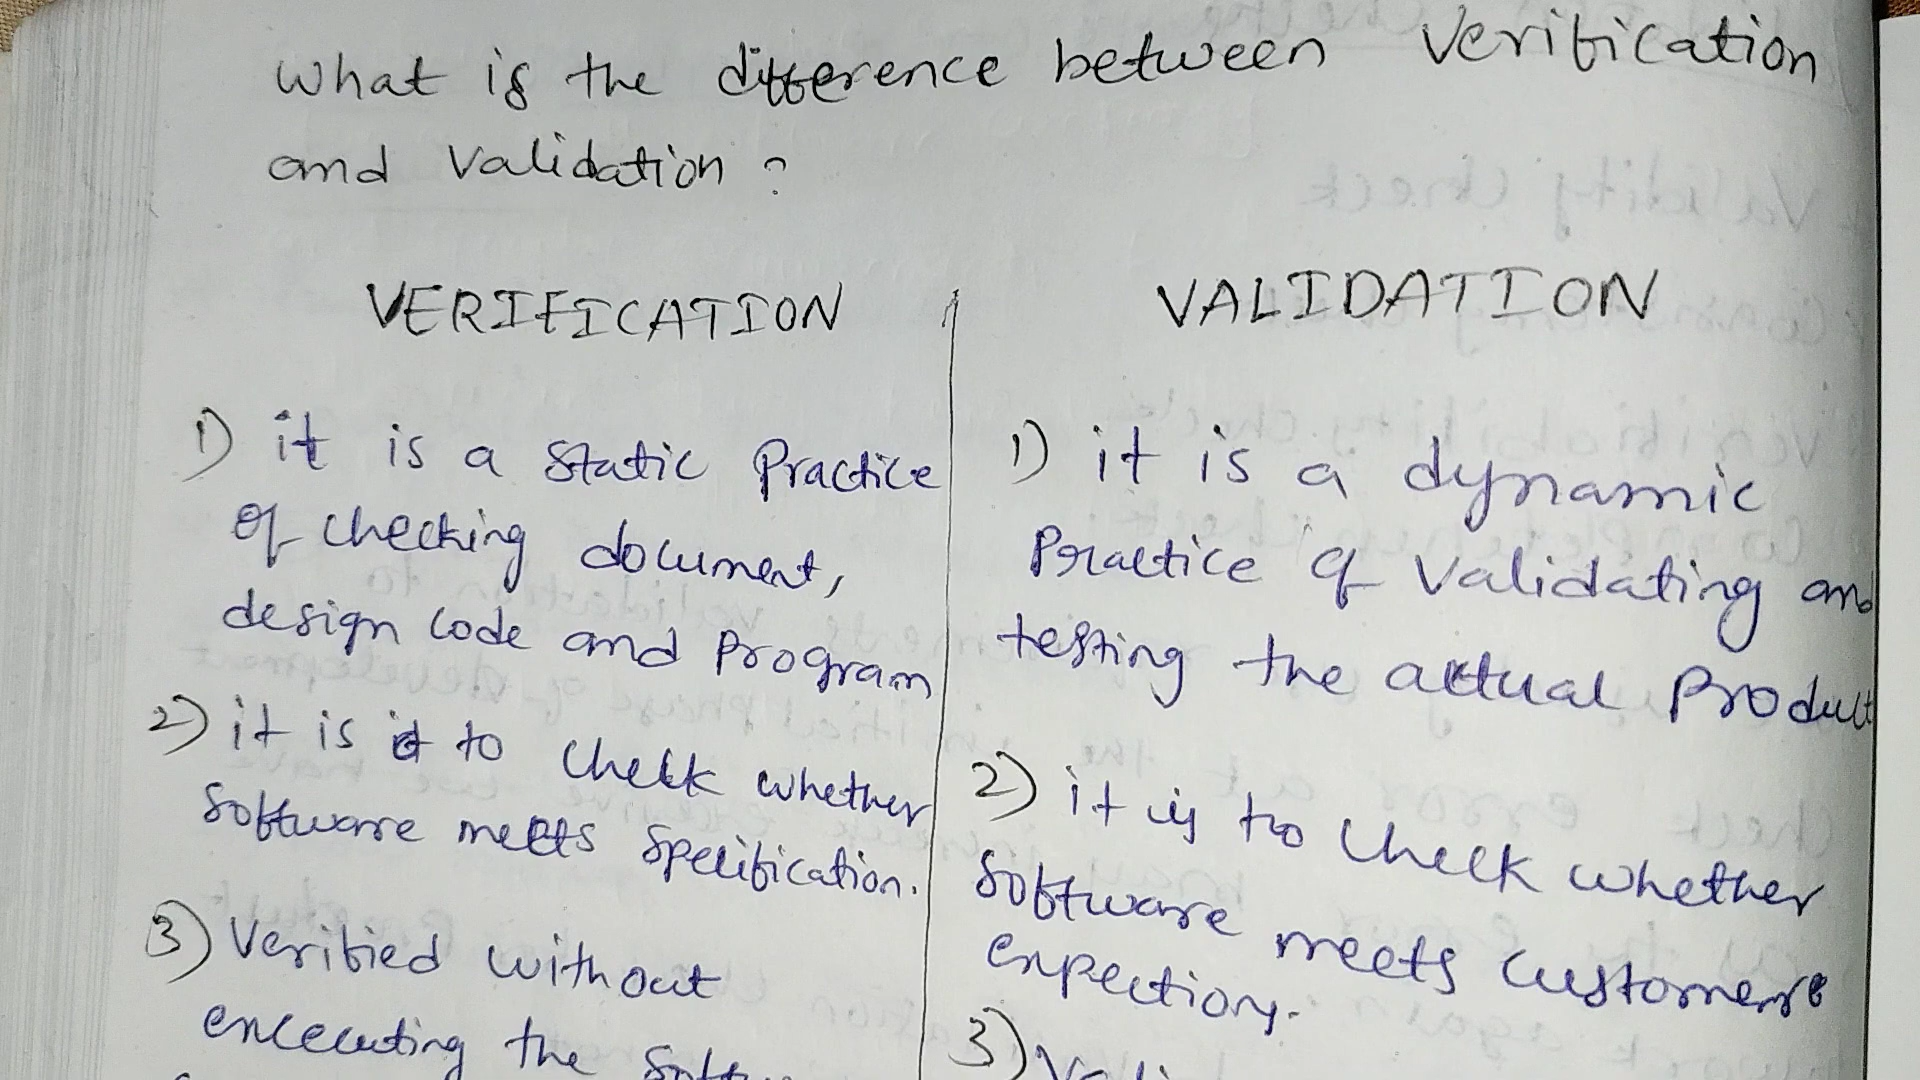 What is the difference between Verification
and Validation?
VERIFICATION
VALIDATION
1) it is a Static Practice
of checking document,
design code and Program
2) it is to check whether
Software meets Specification.
3) Verified without
the
1) it is a dynamic
Practice of Validating and
testing the actual Product
2) it is to check whether
Software meets customers
expections.
3)